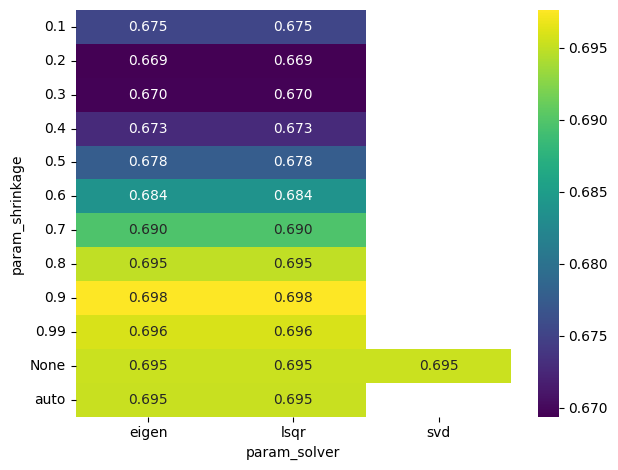 0.1 0.675 0.675
0.2 0.669 0.669
0.3 0.670 0.670
0.4 0.673 0.673
0.5 0.678 0.678
0.6 0.684 0.684
0.7 0.690 0.690
0.8 0.695 0.695
0.9 0.698 0.698
0.99 0.696 0.696
None 0.695 0.695 0.695
auto 0.695 0.695
eigen lsqr svd
param_solver
param_shrinkage
0.695
0.690
0.685
0.680
0.675
0.670